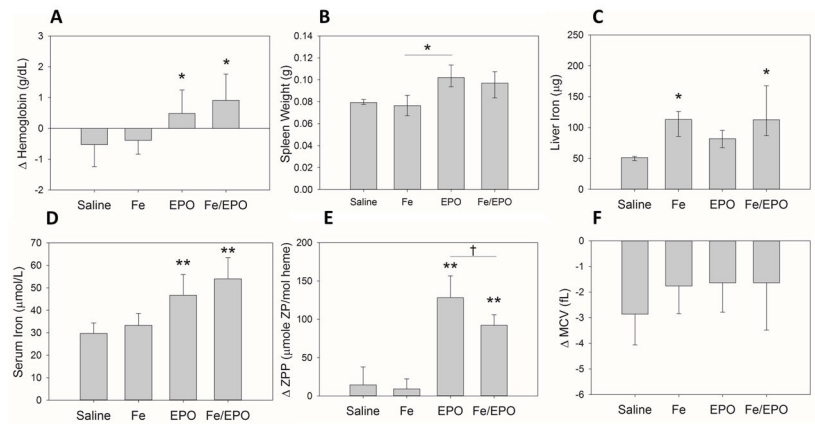 A
Δ Hemoglobin (g/dL)
3
2
1
0
-1
-2
*
*
Saline Fe EPO Fe/EPO
B
Spleen Weight (g)
0.14
0.12
0.10
0.08
0.06
0.04
0.02
0.00
*
Saline Fe EPO Fe/EPO
C
Liver Iron (µg)
250
200
150
100
50
0
*
*
Saline Fe EPO Fe/EPO
D
Serum Iron (µmol/L)
70
60
50
40
30
20
10
0
**
**
Saline Fe EPO Fe/EPO
E
Δ ZPP (µmole ZP/mol heme)
200
150
100
50
0
†
**
**
Saline Fe EPO Fe/EPO
F
Δ MCV (fL)
-0
-1
-2
-3
-4
-5
-6
Saline Fe EPO Fe/EPO